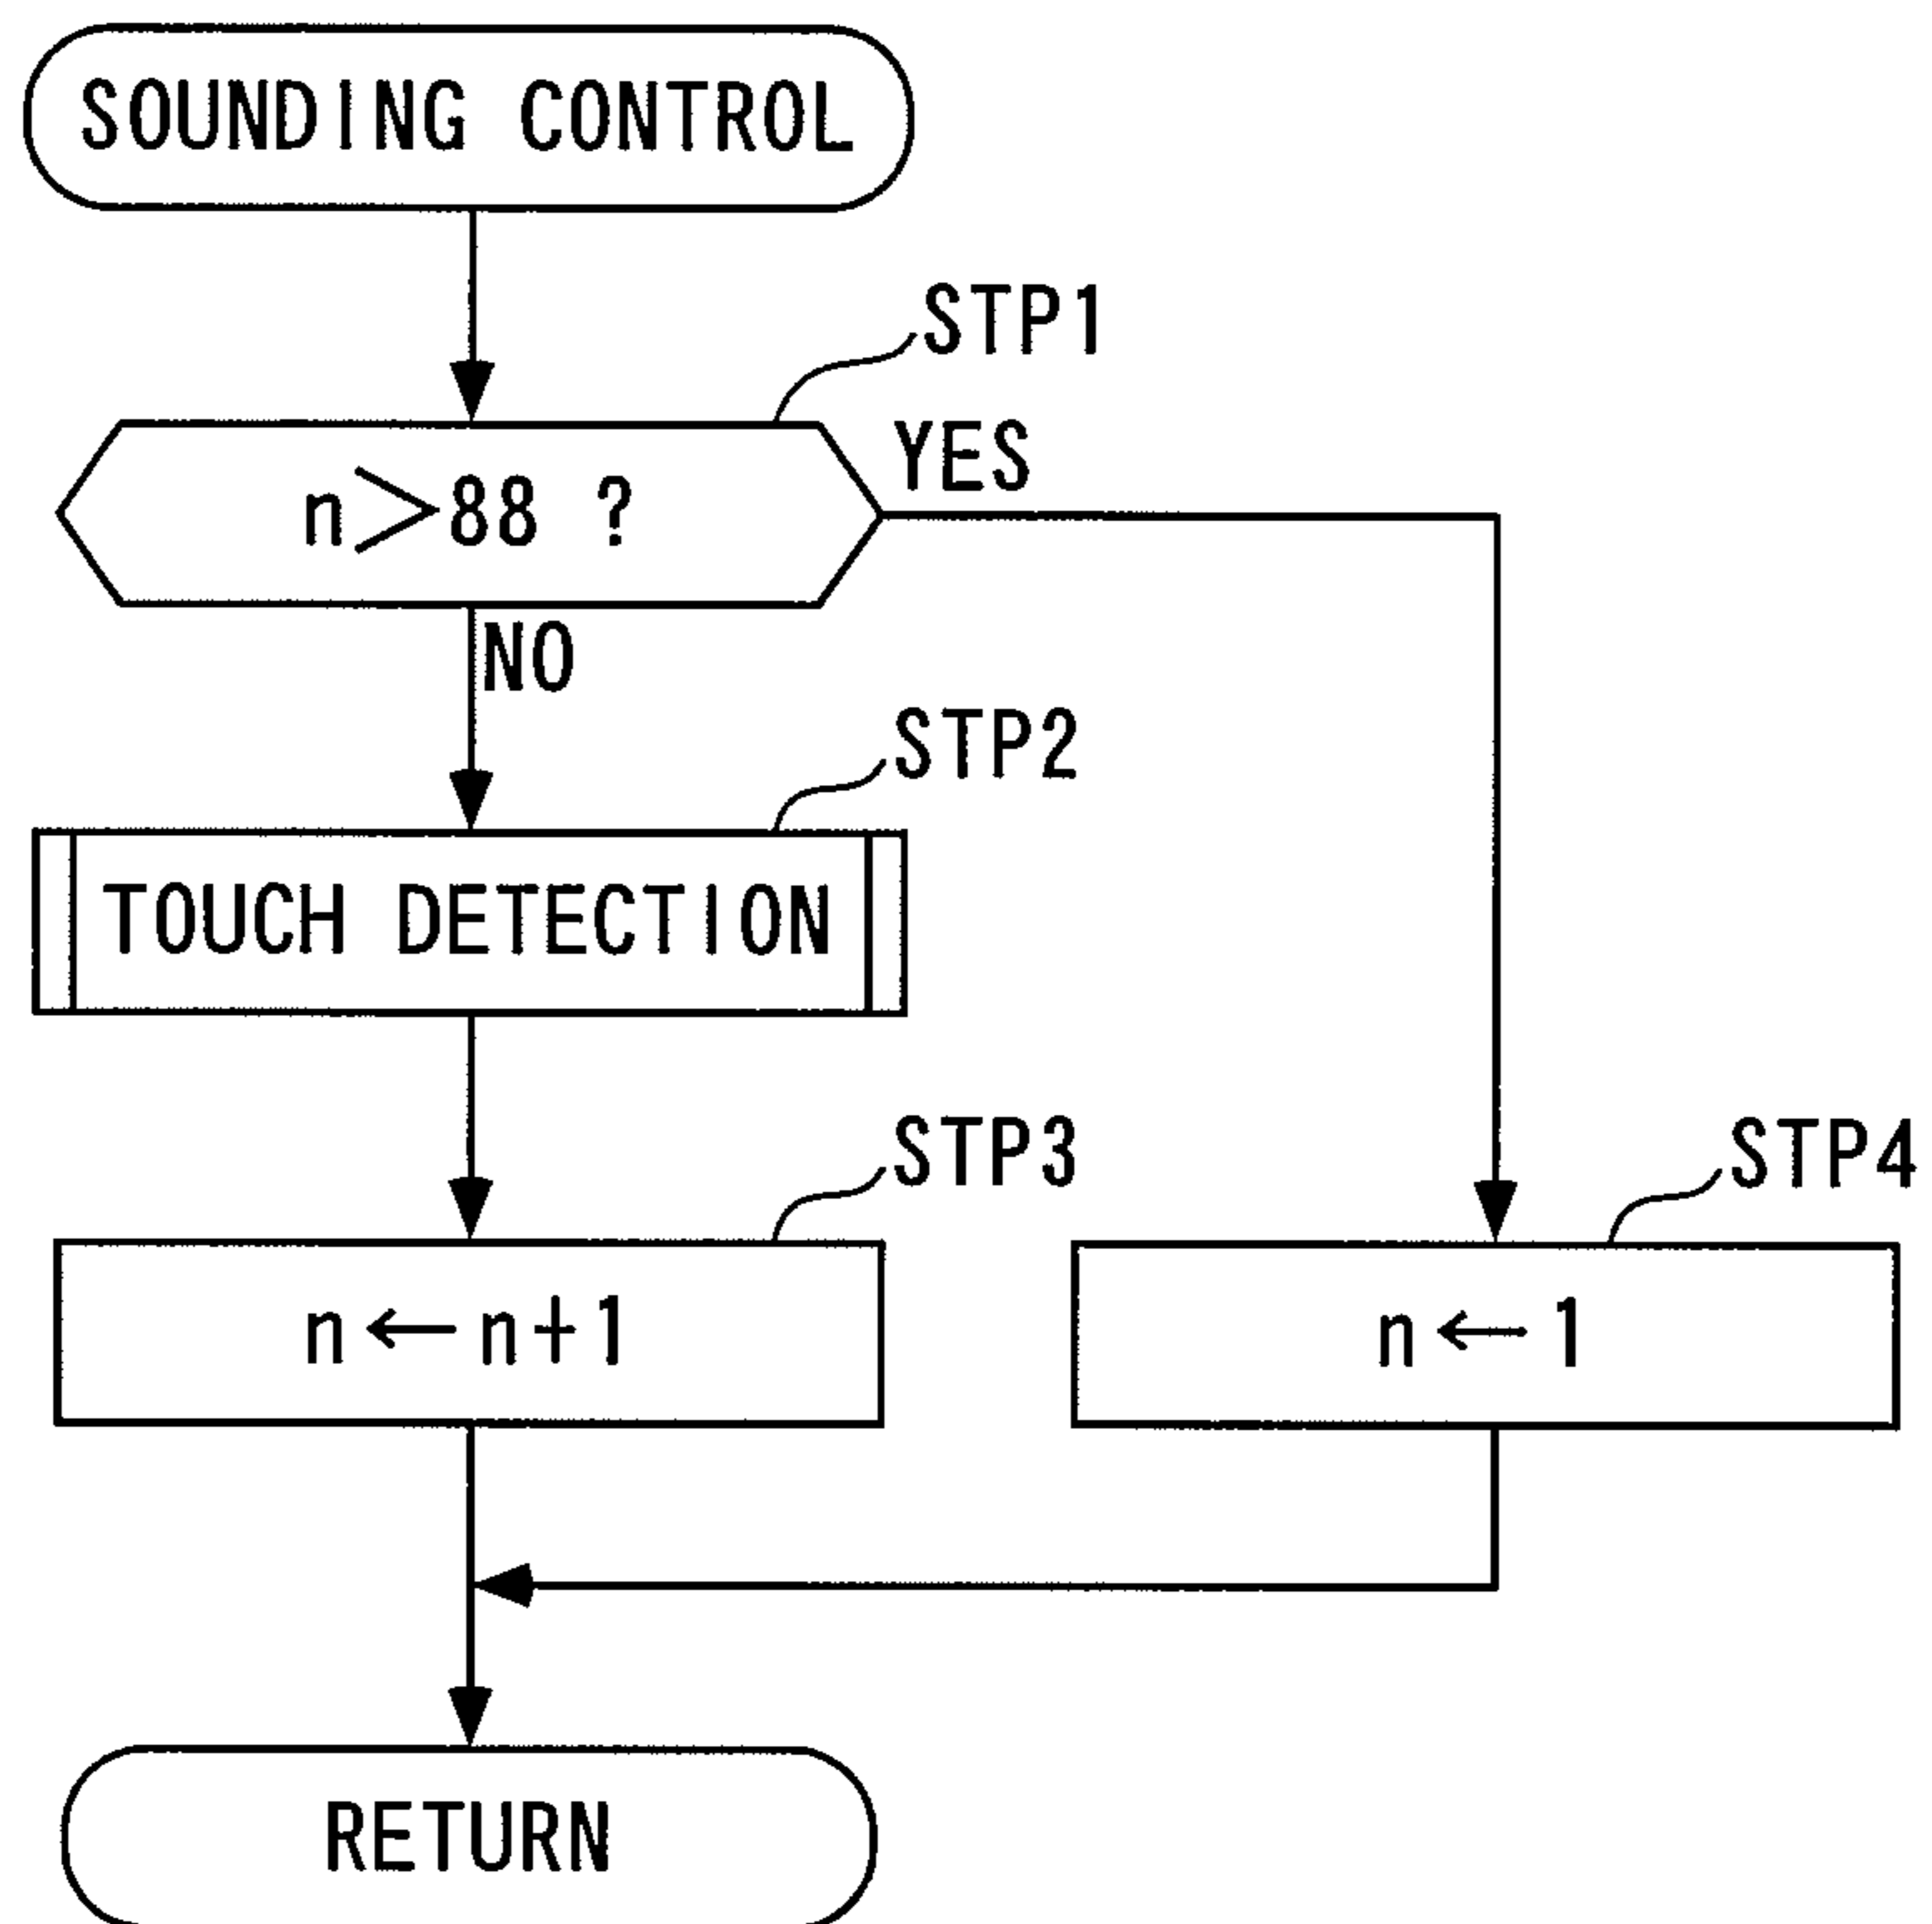 SOUNDING CONTROL
STP1
n>88 ?
YES
NO
STP2
TOUCH DETECTION
STP3
n←n+1
STP4
n←1
RETURN